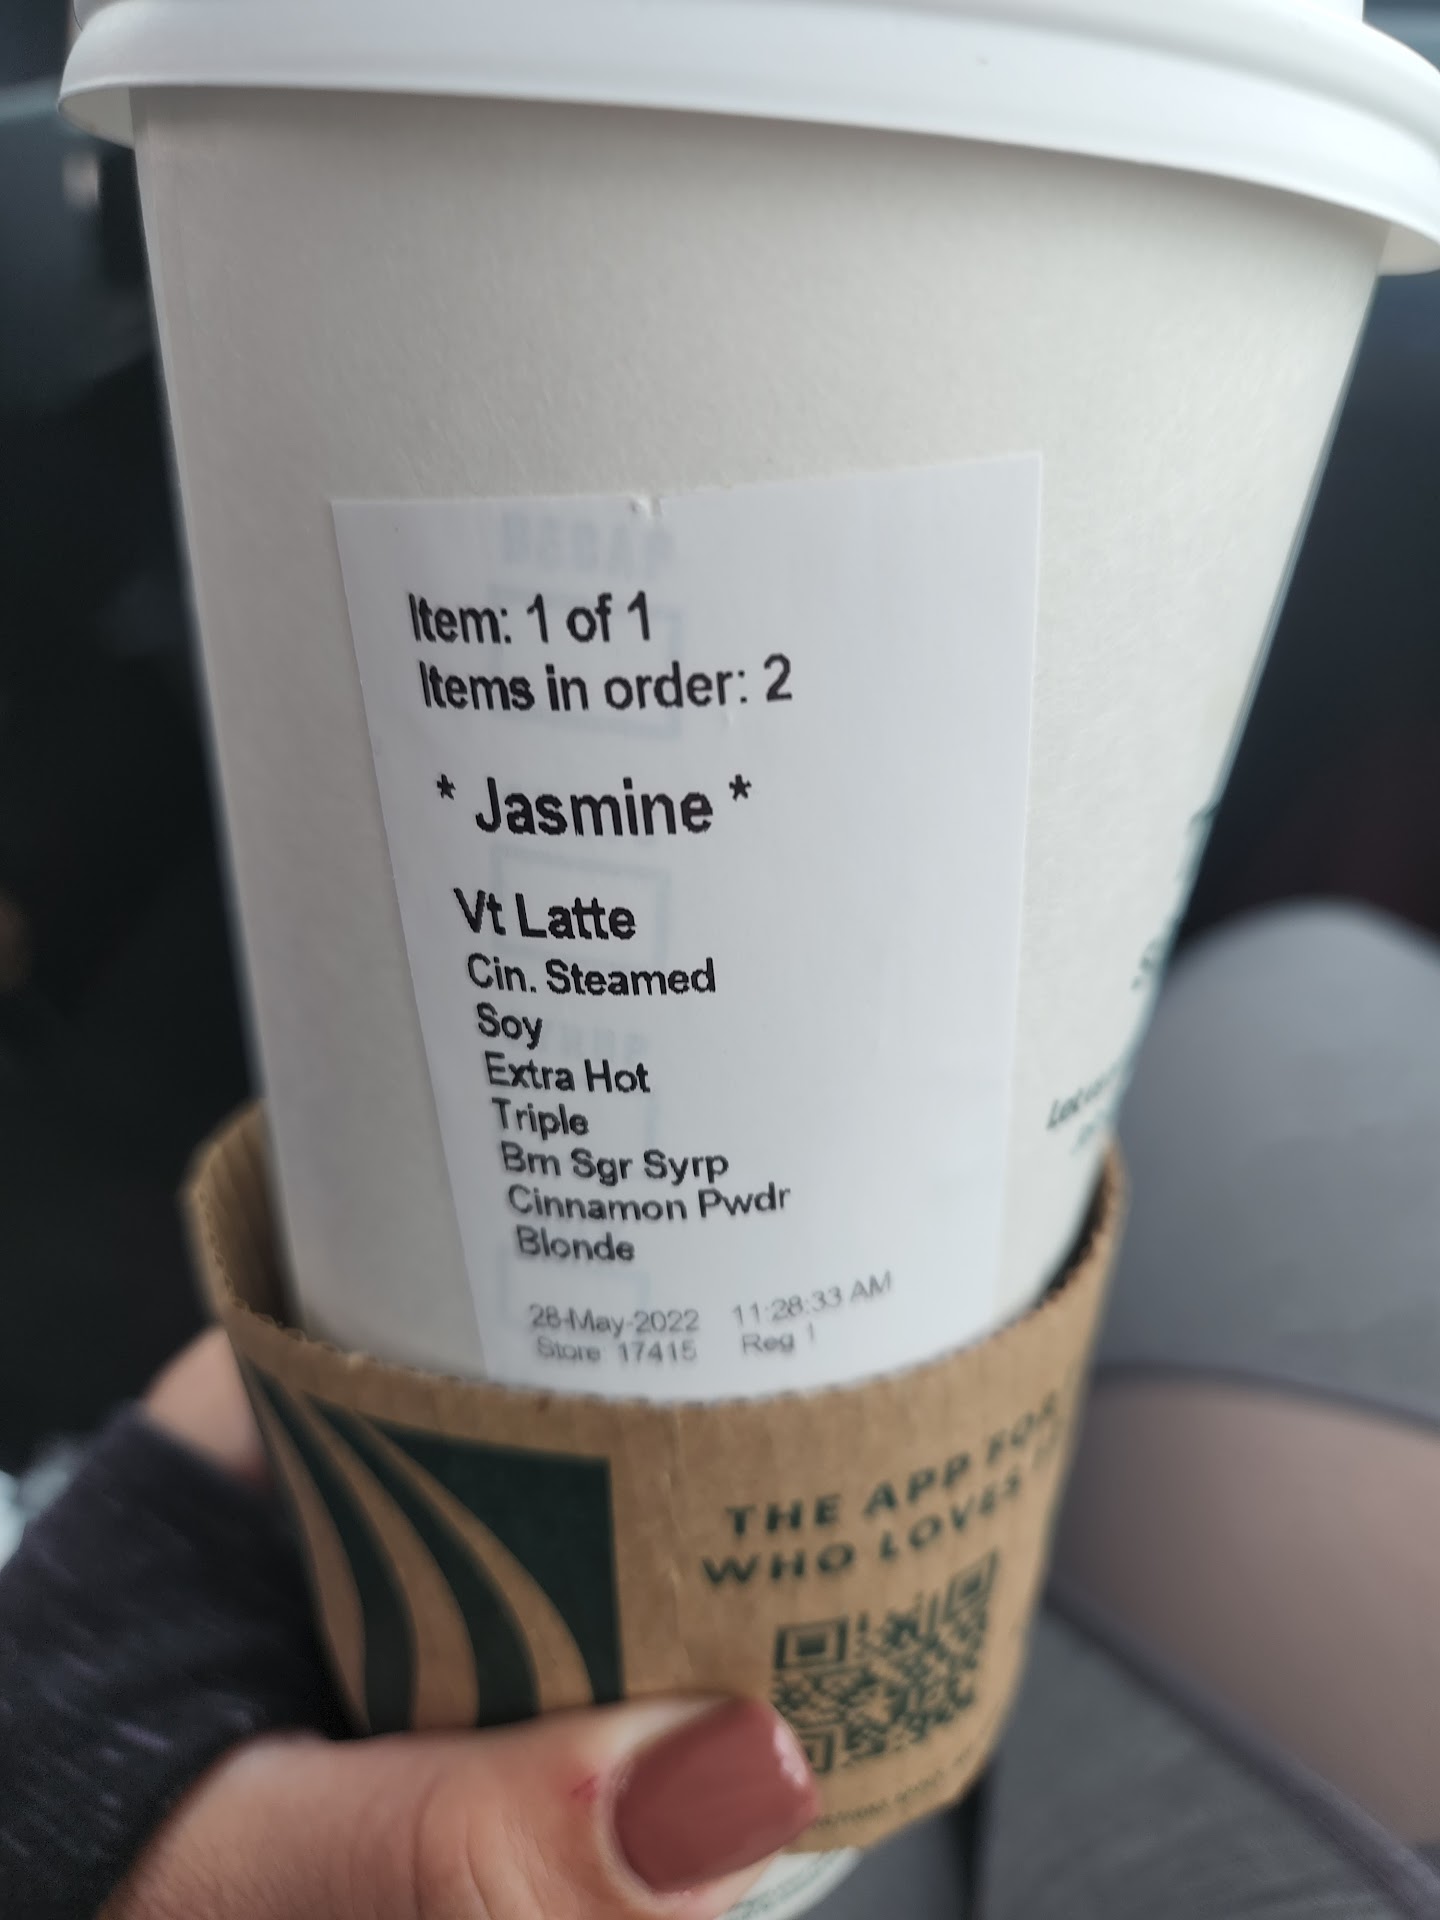 Item: 1 of 1
Items in order: 2
* Jasmine *
Vt Latte
Cin. Steamed
Soy
Extra Hot
Triple
Brn Sgr Syrp
Cinnamon Pwdr
Blonde
28-May-2022 11:28:33 AM
Store 17415 Reg 1
THE APP FOR
WHO LOVES